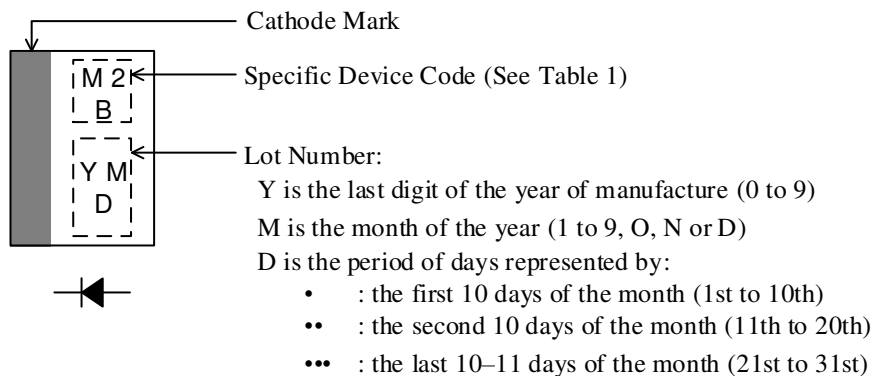 Cathode Mark
M 2
B
Specific Device Code (See Table 1)
Y M
D
Lot Number:
Y is the last digit of the year of manufacture (0 to 9)
M is the month of the year (1 to 9, O, N or D)
D is the period of days represented by:
• : the first 10 days of the month (1st to 10th)
•• : the second 10 days of the month (11th to 20th)
••• : the last 10–11 days of the month (21st to 31st)